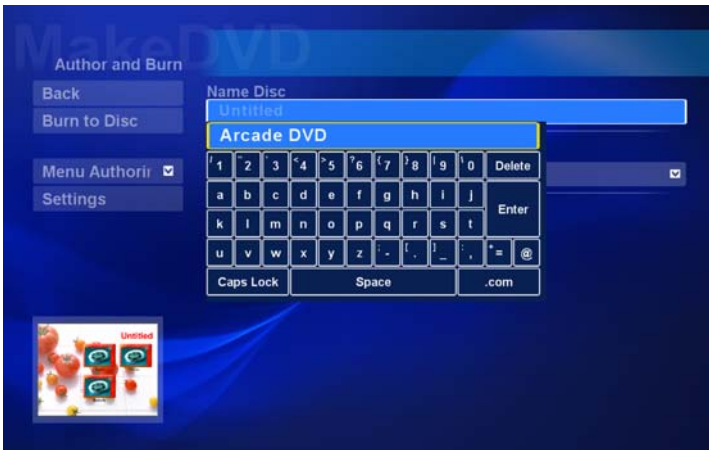 MakeDVD
Author and Burn
Back
Burn to Disc
Menu Authorin
Settings
Name Disc
Untitled
Arcade DVD
1 2 3 4 5 6 7 8 9 0 Delete
a b c d e f g h i j
Enter
k l m n o p q r s t
u v w x y z - . _ , = @
Caps Lock Space .com
Untitled